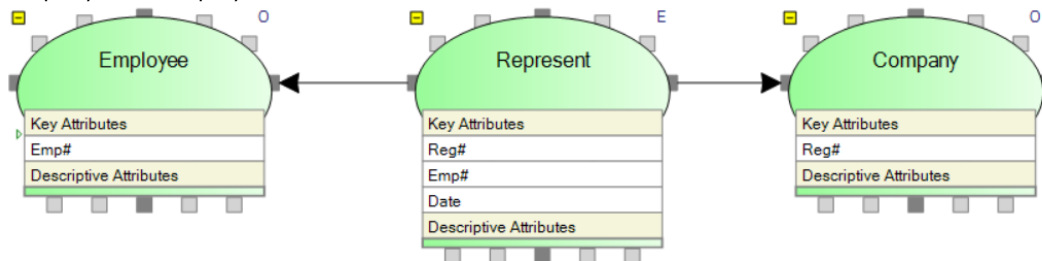 O
Employee
Key Attributes
Emp#
Descriptive Attributes
E
Represent
Key Attributes
Reg#
Emp#
Date
Descriptive Attributes
O
Company
Key Attributes
Reg#
Descriptive Attributes